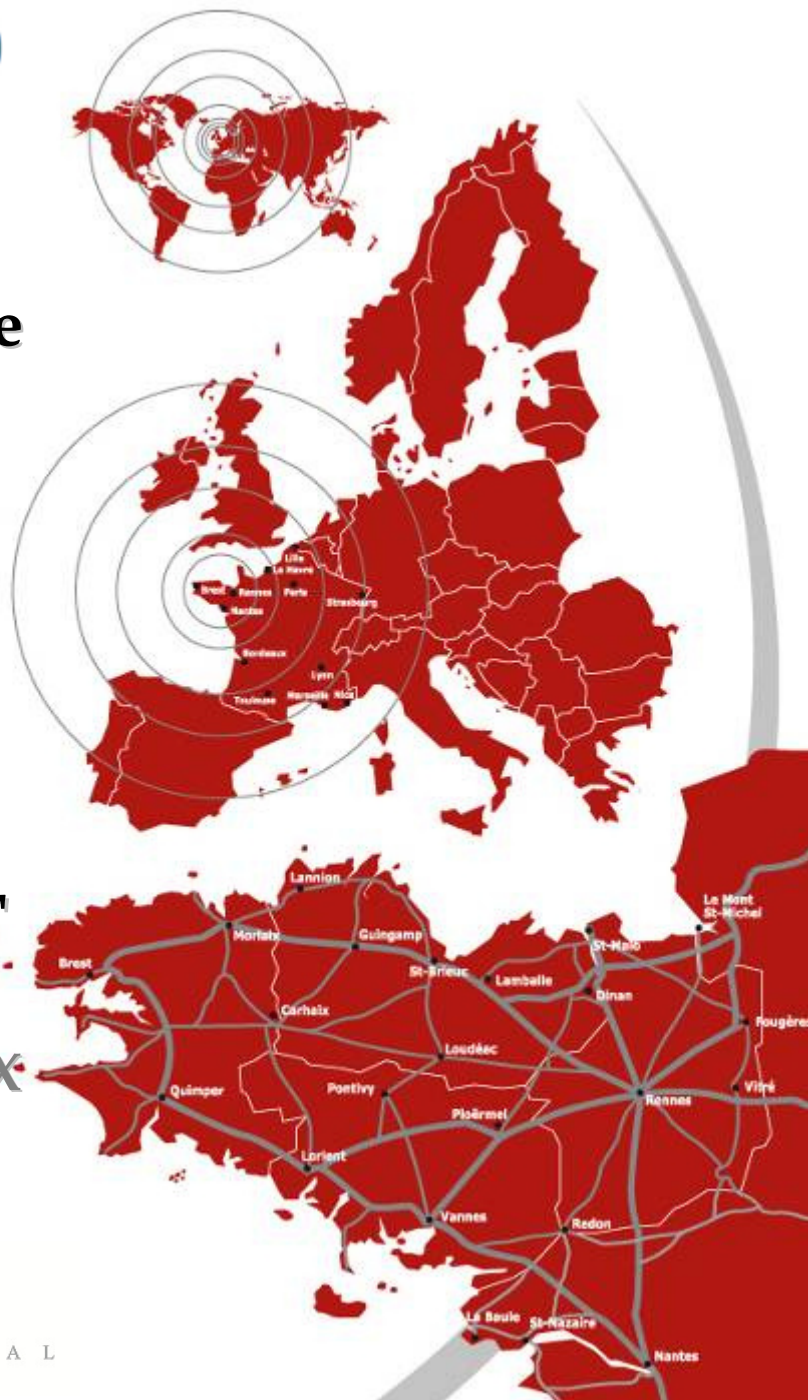 e
Lille
Le Havre
Brest
Rennes
Paris
Strasbourg
Nantes
Bordeaux
Lyon
Toulouse
Marseille
Nice
Lannion
Le Mont
St-Michel
Morlaix
Guingamp
St-Malo
Brest
St-Brieuc
Lamballe
Dinan
Carhaix
Fougères
Loudéac
x
Quimper
Pontivy
Vitré
Rennes
Ploërmel
Lorient
Vannes
Redon
La Baule
St-Nazaire
A L
Nantes